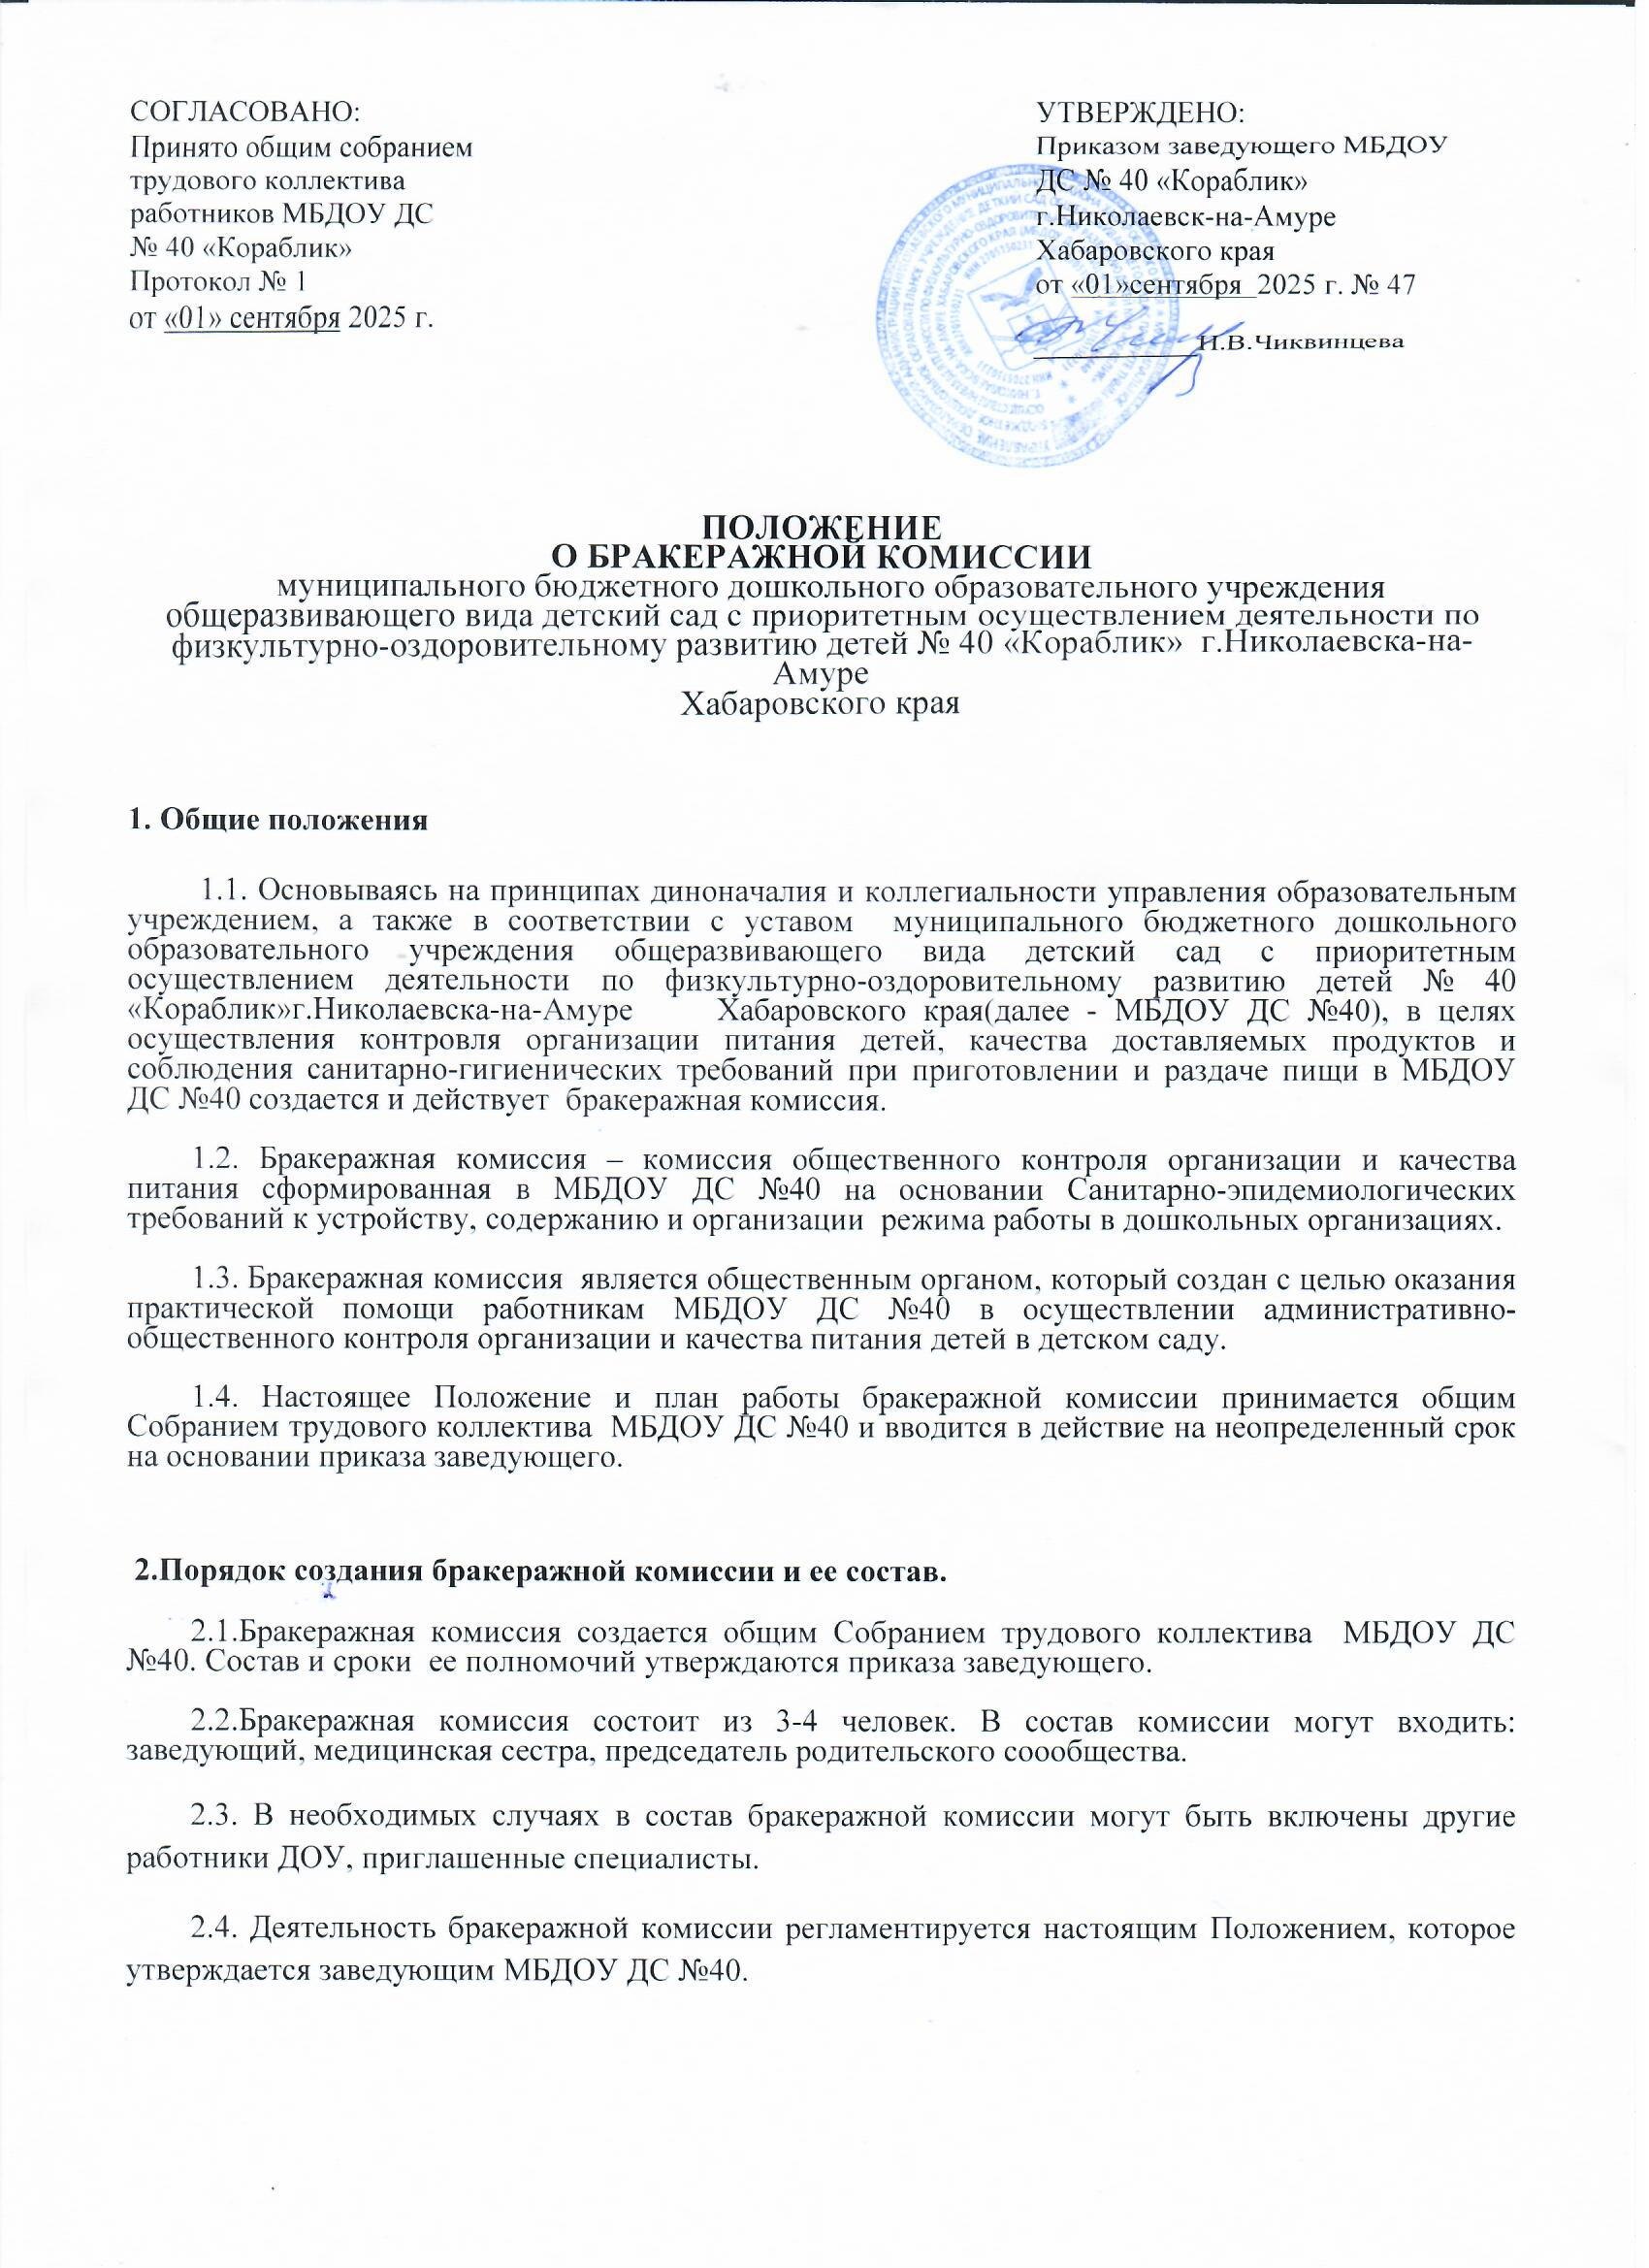 СОГЛАСОВАНО:
Принято общим собранием
трудового коллектива
работников МБДОУ ДС
№ 40 «Кораблик»
Протокол № 1
от «01» сентября 2025 г.
УТВЕРЖДЕНО:
Приказом заведующего МБДОУ
ДС № 40 «Кораблик»
г.Николаевск-на-Амуре
Хабаровского края
от «01»сентября 2025 г. № 47
И.В.Чиквинцева
ПОЛОЖЕНИЕ
О БРАКЕРАЖНОЙ КОМИССИИ
муниципального бюджетного дошкольного образовательного учреждения
общеразвивающего вида детский сад с приоритетным осуществлением деятельности по
физкультурно-оздоровительному развитию детей № 40 «Кораблик» г.Николаевска-на-
Амуре
Хабаровского края
1. Общие положения
1.1. Основываясь на принципах диноначалия и коллегиальности управления образовательным
учреждением, а также в соответствии с уставом муниципального бюджетного дошкольного
образовательного учреждения общеразвивающего вида детский сад с приоритетным
осуществлением деятельности по физкультурно-оздоровительному развитию детей № 40
«Кораблик»г.Николаевска-на-Амуре Хабаровского края(далее - МБДОУ ДС №40), в целях
осуществления контровля организации питания детей, качества доставляемых продуктов и
соблюдения санитарно-гигиенических требований при приготовлении и раздаче пищи в МБДОУ
ДС №40 создается и действует бракеражная комиссия.
1.2. Бракеражная комиссия – комиссия общественного контроля организации и качества
питания сформированная в МБДОУ ДС №40 на основании Санитарно-эпидемиологических
требований к устройству, содержанию и организации режима работы в дошкольных организациях.
1.3. Бракеражная комиссия является общественным органом, который создан с целью оказания
практической помощи работникам МБДОУ ДС №40 в осуществлении административно-
общественного контроля организации и качества питания детей в детском саду.
1.4. Настоящее Положение и план работы бракеражной комиссии принимается общим
Собранием трудового коллектива МБДОУ ДС №40 и вводится в действие на неопределенный срок
на основании приказа заведующего.
2.Порядок создания бракеражной комиссии и ее состав.
2.1.Бракеражная комиссия создается общим Собранием трудового коллектива МБДОУ ДС
№40. Состав и сроки ее полномочий утверждаются приказа заведующего.
2.2.Бракеражная комиссия состоит из 3-4 человек. В состав комиссии могут входить:
заведующий, медицинская сестра, председатель родительского соообщества.
2.3. В необходимых случаях в состав бракеражной комиссии могут быть включены другие
работники ДОУ, приглашенные специалисты.
2.4. Деятельность бракеражной комиссии регламентируется настоящим Положением, которое
утверждается заведующим МБДОУ ДС №40.